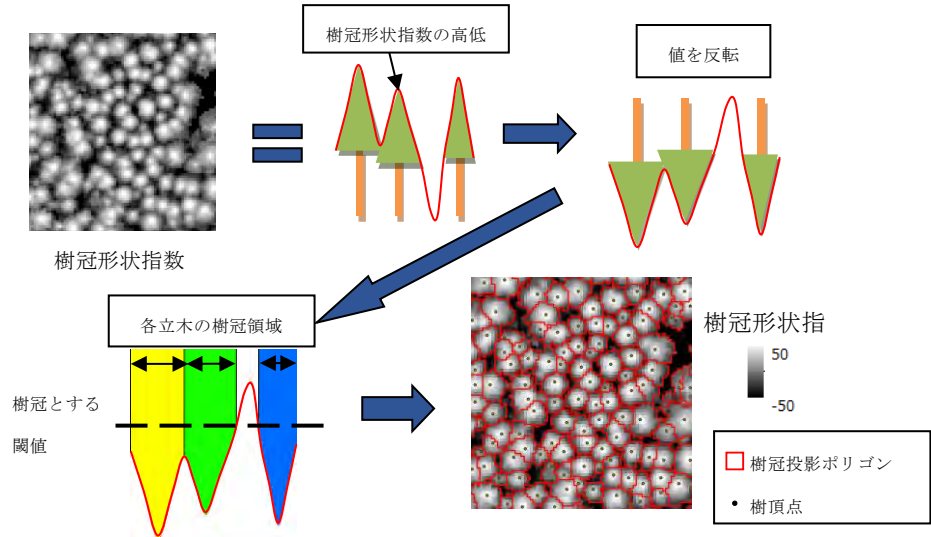 樹冠形状指数の高低
値を反転
樹冠形状指数
各立木の樹冠領域
樹冠とする
閾値
樹冠形状指
50
-50
樹冠投影ポリゴン
樹頂点